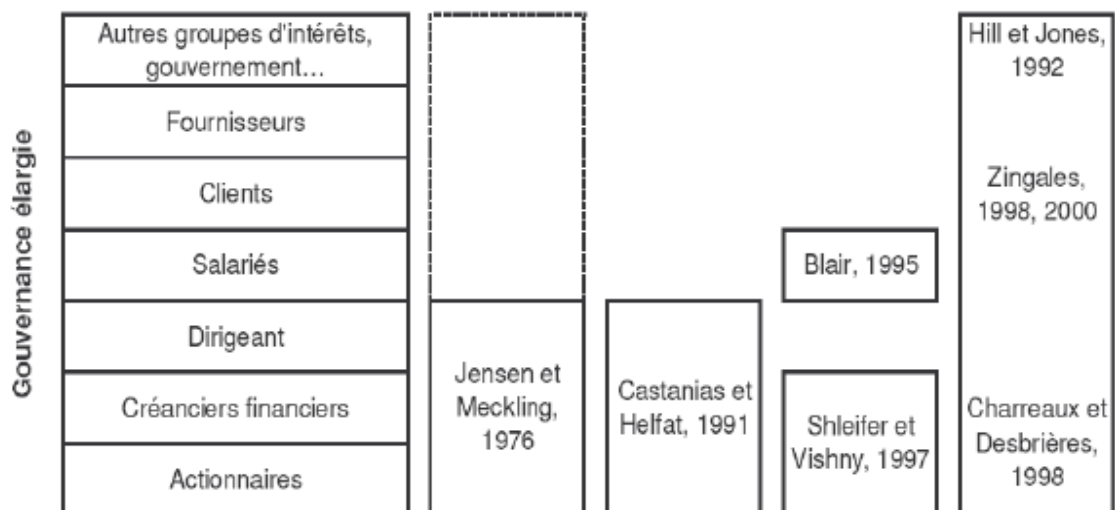 Gouvernance élargie
Autres groupes d'intérêts,
gouvernement...
Fournisseurs
Clients
Salariés
Dirigeant
Créanciers financiers
Actionnaires
Jensen et
Meckling,
1976
Castanias et
Helfat, 1991
Blair, 1995
Shleifer et
Vishny, 1997
Hill et Jones,
1992
Zingales,
1998, 2000
Charreaux et
Desbrières,
1998